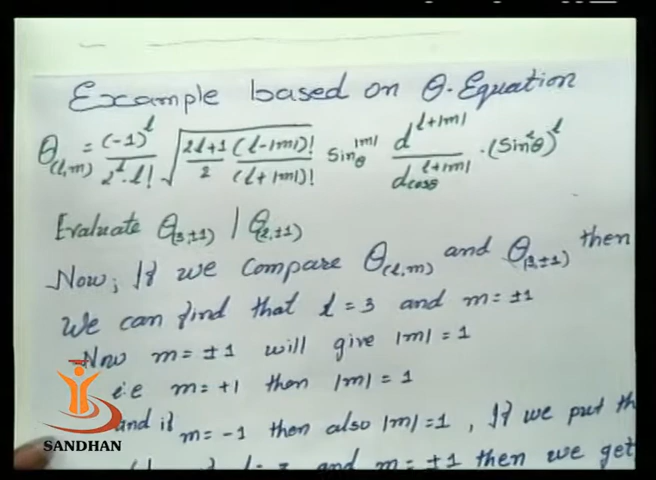 Example based on θ-Equation
Θ(l,m) = (-1)^l / 2^l · l! √(2l+1 / 2 (l-|m|)! / (l+|m|)!) Sin^|m| θ d^(l+|m|) / d cosθ^(l+|m|) · (Sin²θ)^l
Evaluate Θ(3,±1) | Θ(2,±1)
Now; If we compare Θ(l,m) and Θ(3,±1) then
We can find that l = 3 and m = ±1
Now m = ±1 will give |m| = 1
i.e m = +1 then |m| = 1
and if m = -1 then also |m| = 1, If we put th
and m = ±1 then we get
SANDHAN